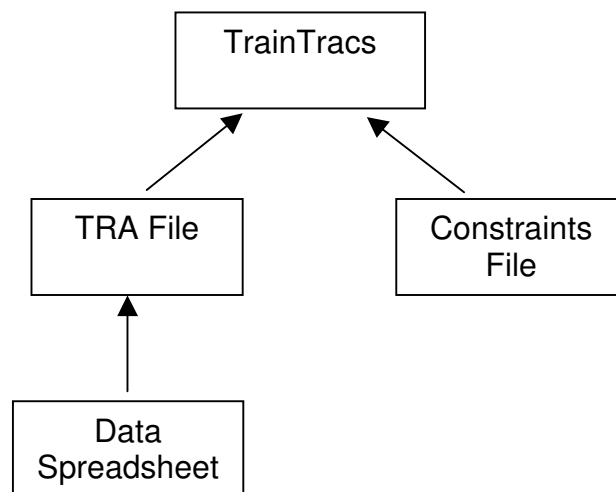 TrainTracs
TRA File
Constraints
File
Data
Spreadsheet